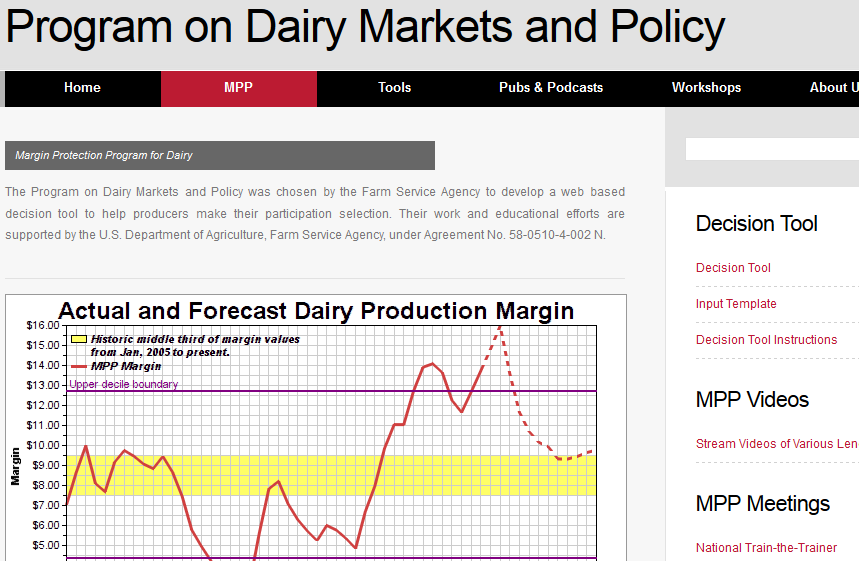 Program on Dairy Markets and Policy
Home MPP Tools Pubs & Podcasts Workshops About U
Margin Protection Program for Dairy
The Program on Dairy Markets and Policy was chosen by the Farm Service Agency to develop a web based
decision tool to help producers make their participation selection. Their work and educational efforts are
supported by the U.S. Department of Agriculture, Farm Service Agency, under Agreement No. 58-0510-4-002 N.
Actual and Forecast Dairy Production Margin
Historic middle third of margin values
from Jan, 2005 to present.
MPP Margin
Upper decile boundary
Margin
$16.00
$15.00
$14.00
$13.00
$12.00
$11.00
$10.00
$9.00
$8.00
$7.00
$6.00
$5.00
Decision Tool
Decision Tool
Input Template
Decision Tool Instructions
MPP Videos
Stream Videos of Various Len
MPP Meetings
National Train-the-Trainer